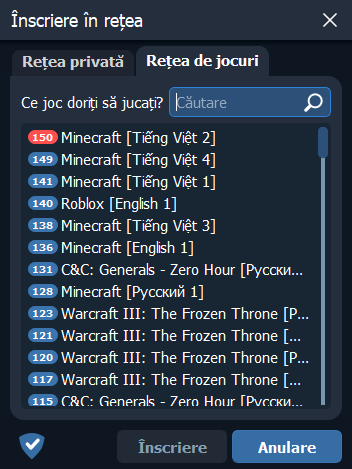 Înscriere în rețea
Rețea privată
Rețea de jocuri
Ce joc doriți să jucați?
Căutare
150 Minecraft [Tiếng Việt 2]
149 Minecraft [Tiếng Việt 4]
141 Minecraft [Tiếng Việt 1]
140 Roblox [English 1]
138 Minecraft [Tiếng Việt 3]
136 Minecraft [English 1]
131 C&C: Generals - Zero Hour [Русски...
128 Minecraft [Русский 1]
123 Warcraft III: The Frozen Throne [Р...
121 Warcraft III: The Frozen Throne [...
120 Warcraft III: The Frozen Throne [Р...
117 Warcraft III: The Frozen Throne [...
115 C&C: Generals - Zero Hour [Русски...
Înscriere
Anulare